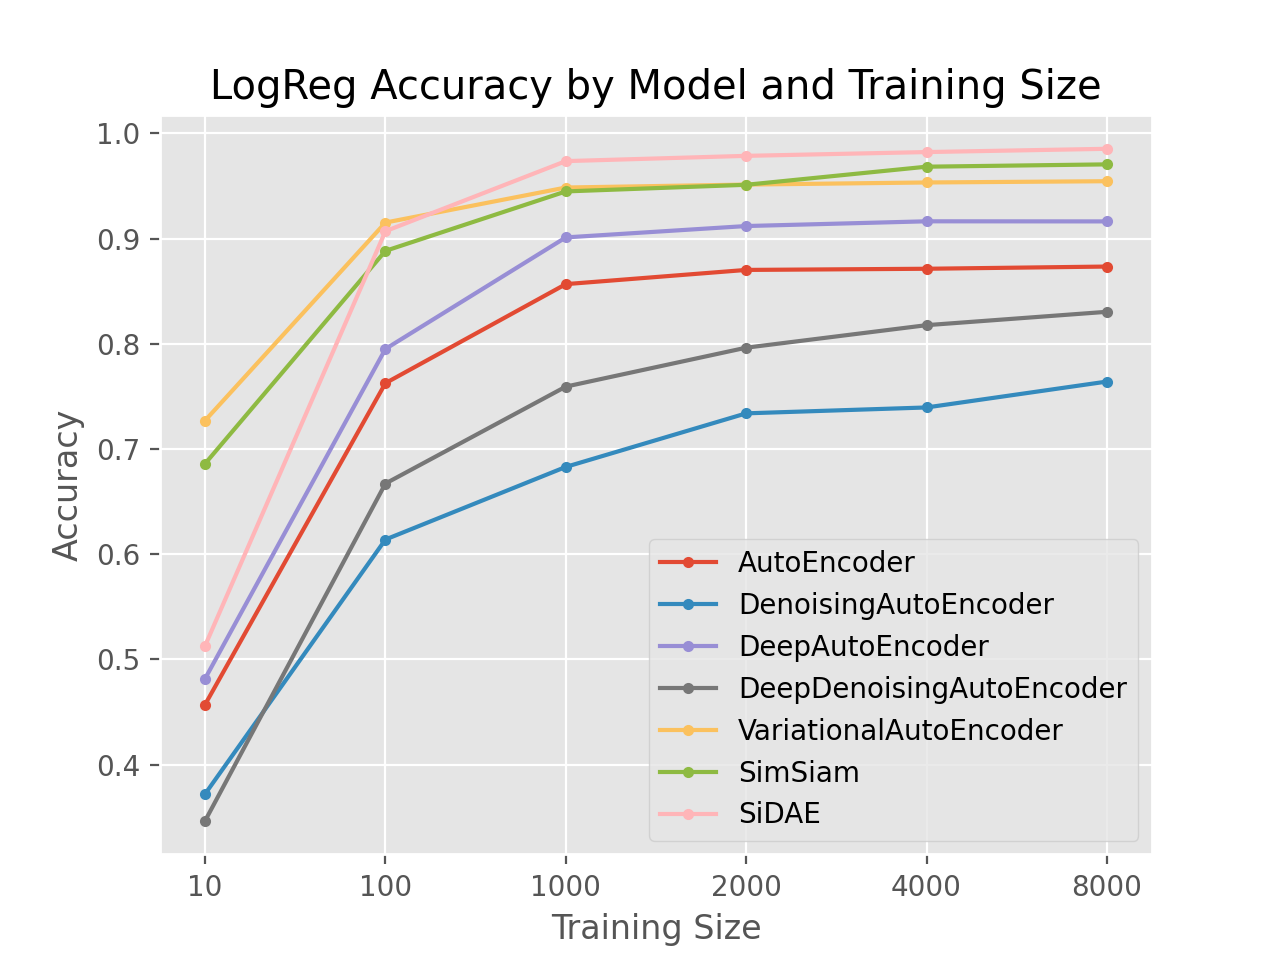 LogReg Accuracy by Model and Training Size
Accuracy
1.0
0.9
0.8
0.7
0.6
0.5
0.4
AutoEncoder
DenoisingAutoEncoder
DeepAutoEncoder
DeepDenoisingAutoEncoder
VariationalAutoEncoder
SimSiam
SiDAE
10 100 1000 2000 4000 8000
Training Size